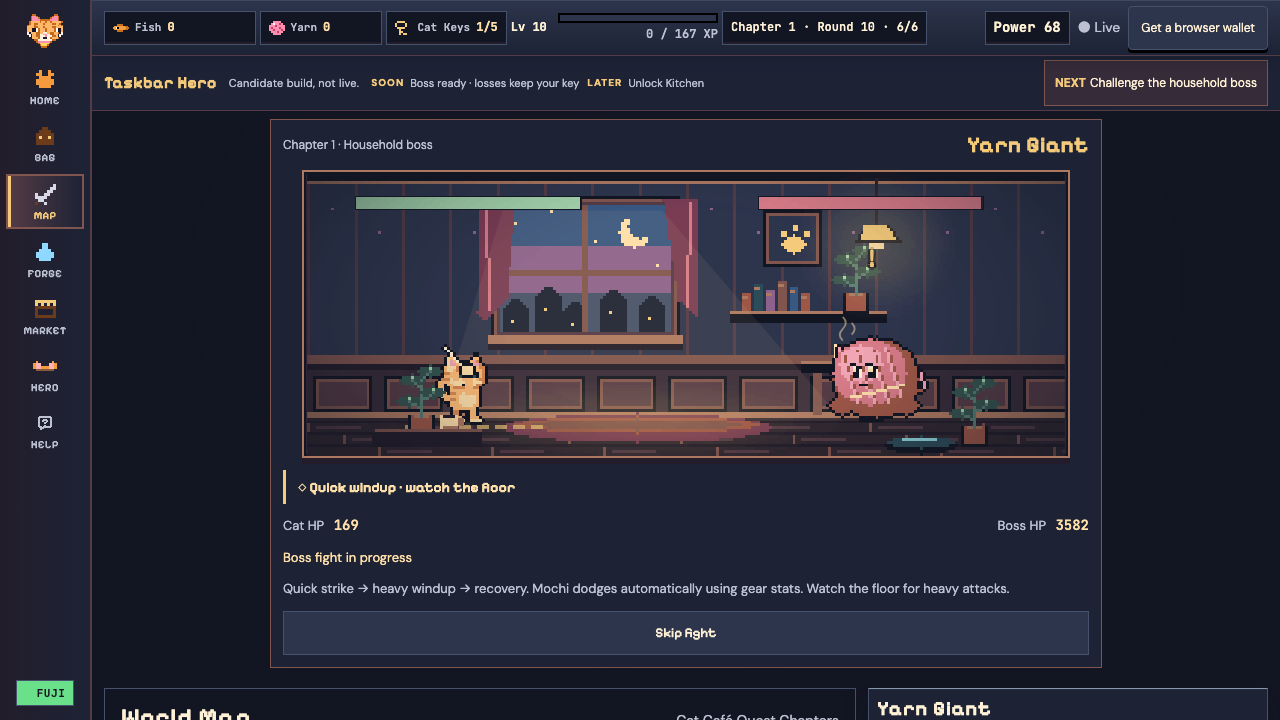 Fish 0 Yarn 0 Cat Keys 1/5 Lv 10 0 / 167 XP Chapter 1 · Round 10 · 6/6 Power 68 Live Get a browser wallet
Taskbar Hero Candidate build, not live. SOON Boss ready · losses keep your key LATER Unlock Kitchen NEXT Challenge the household boss
HOME
BAG
MAP
FORGE
MARKET
HERO
HELP
FUJI
Chapter 1 · Household boss Yarn Giant
◇ Quick windup · watch the floor
Cat HP 169 Boss HP 3582
Boss fight in progress
Quick strike → heavy windup → recovery. Mochi dodges automatically using gear stats. Watch the floor for heavy attacks.
Skip fight
World Map Cat Café Quest Chapters Yarn Giant